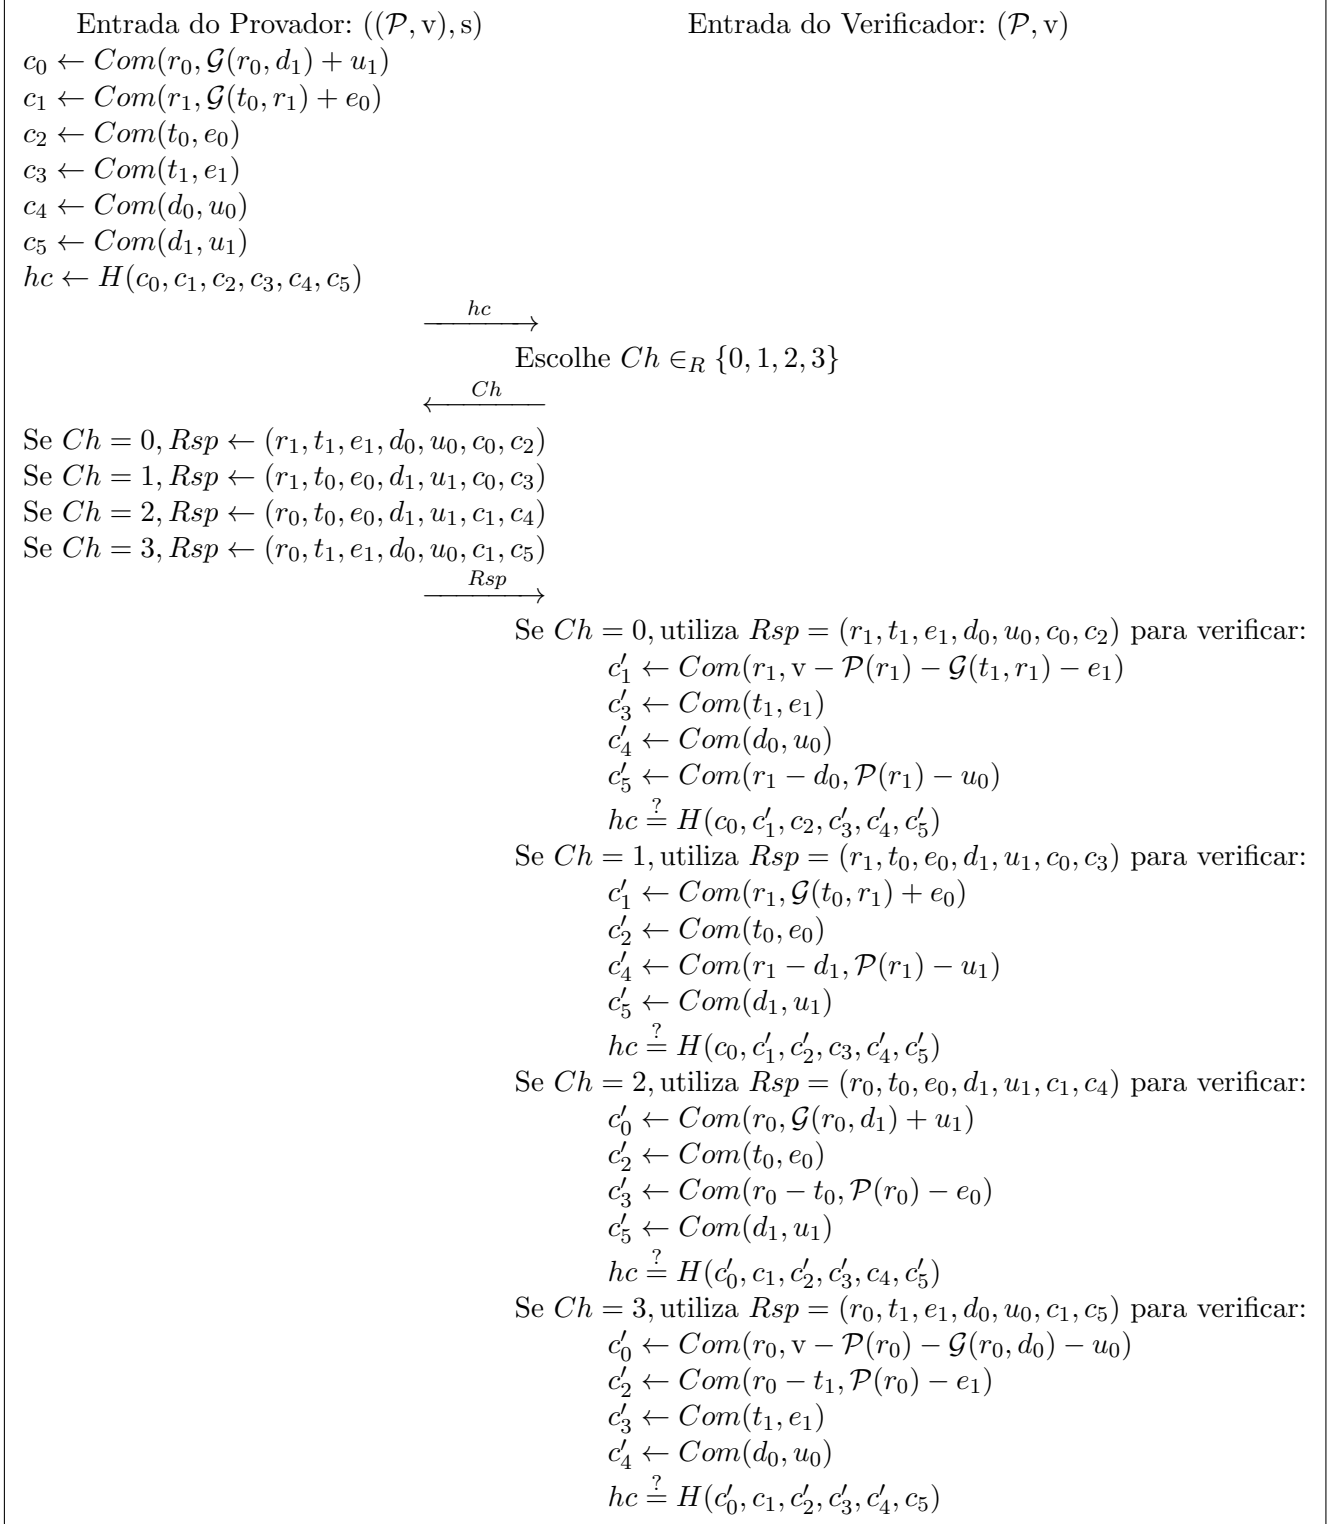 Entrada do Provador: ((𝒫, v), s) Entrada do Verificador: (𝒫, v)
c₀ ← Com(r₀, 𝒢(r₀, d₁) + u₁)
c₁ ← Com(r₁, 𝒢(t₀, r₁) + e₀)
c₂ ← Com(t₀, e₀)
c₃ ← Com(t₁, e₁)
c₄ ← Com(d₀, u₀)
c₅ ← Com(d₁, u₁)
hc ← H(c₀, c₁, c₂, c₃, c₄, c₅)
hc
⟶
Escolhe Ch ∈_R {0, 1, 2, 3}
Ch
⟵
Se Ch = 0, Rsp ← (r₁, t₁, e₁, d₀, u₀, c₀, c₂)
Se Ch = 1, Rsp ← (r₁, t₀, e₀, d₁, u₁, c₀, c₃)
Se Ch = 2, Rsp ← (r₀, t₀, e₀, d₁, u₁, c₁, c₄)
Se Ch = 3, Rsp ← (r₀, t₁, e₁, d₀, u₀, c₁, c₅)
Rsp
⟶
Se Ch = 0, utiliza Rsp = (r₁, t₁, e₁, d₀, u₀, c₀, c₂) para verificar:
c′₁ ← Com(r₁, v − 𝒫(r₁) − 𝒢(t₁, r₁) − e₁)
c′₃ ← Com(t₁, e₁)
c′₄ ← Com(d₀, u₀)
c′₅ ← Com(r₁ − d₀, 𝒫(r₁) − u₀)
hc ≟ H(c₀, c′₁, c₂, c′₃, c′₄, c′₅)
Se Ch = 1, utiliza Rsp = (r₁, t₀, e₀, d₁, u₁, c₀, c₃) para verificar:
c′₁ ← Com(r₁, 𝒢(t₀, r₁) + e₀)
c′₂ ← Com(t₀, e₀)
c′₄ ← Com(r₁ − d₁, 𝒫(r₁) − u₁)
c′₅ ← Com(d₁, u₁)
hc ≟ H(c₀, c′₁, c′₂, c₃, c′₄, c′₅)
Se Ch = 2, utiliza Rsp = (r₀, t₀, e₀, d₁, u₁, c₁, c₄) para verificar:
c′₀ ← Com(r₀, 𝒢(r₀, d₁) + u₁)
c′₂ ← Com(t₀, e₀)
c′₃ ← Com(r₀ − t₀, 𝒫(r₀) − e₀)
c′₅ ← Com(d₁, u₁)
hc ≟ H(c′₀, c₁, c′₂, c′₃, c₄, c′₅)
Se Ch = 3, utiliza Rsp = (r₀, t₁, e₁, d₀, u₀, c₁, c₅) para verificar:
c′₀ ← Com(r₀, v − 𝒫(r₀) − 𝒢(r₀, d₀) − u₀)
c′₂ ← Com(r₀ − t₁, 𝒫(r₀) − e₁)
c′₃ ← Com(t₁, e₁)
c′₄ ← Com(d₀, u₀)
hc ≟ H(c′₀, c₁, c′₂, c′₃, c′₄, c₅)